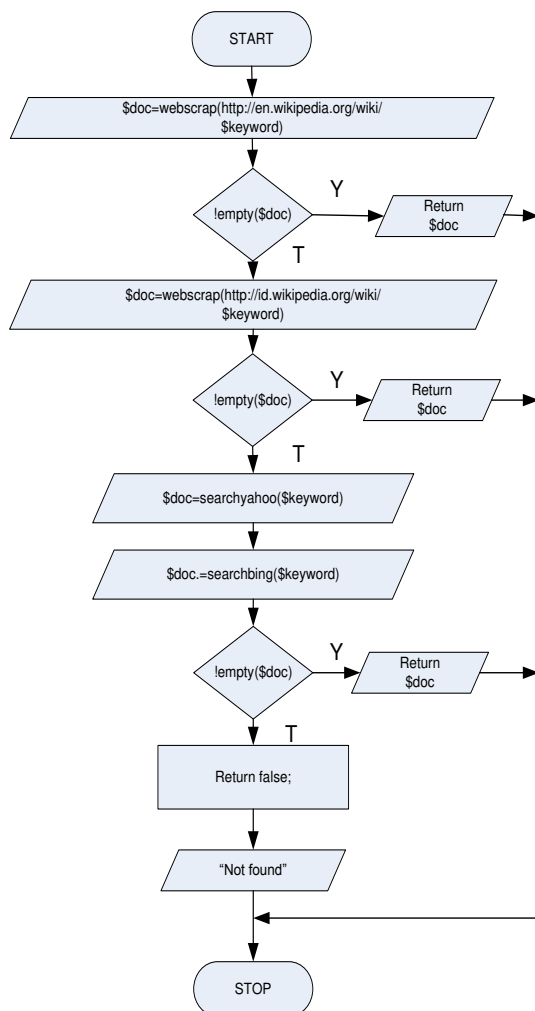 START
$doc=webscrap(http://en.wikipedia.org/wiki/
$keyword)
!empty($doc)
Y
Return
$doc
T
$doc=webscrap(http://id.wikipedia.org/wiki/
$keyword)
!empty($doc)
Y
Return
$doc
T
$doc=searchyahoo($keyword)
$doc.=searchbing($keyword)
!empty($doc)
Y
Return
$doc
T
Return false;
“Not found”
STOP